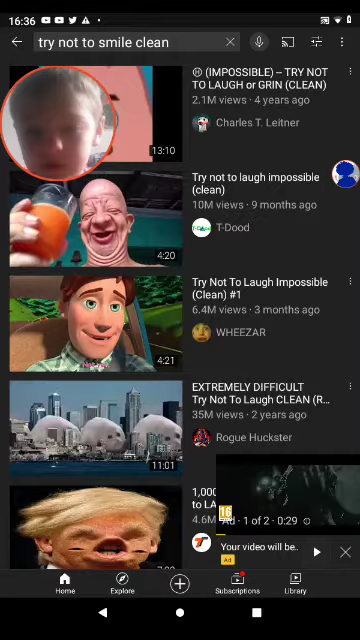 16:36
try not to smile clean
Ⓗ (IMPOSSIBLE) – TRY NOT
TO LAUGH or GRIN (CLEAN)
2.1M views · 4 years ago
Charles T. Leitner
13:10
Try not to laugh impossible
(clean)
10M views · 9 months ago
T-Dood
4:20
Try Not To Laugh Impossible
(Clean) #1
6.4M views · 3 months ago
WHEEZAR
4:21
EXTREMELY DIFFICULT
Try Not To Laugh CLEAN (R...
35M views · 2 years ago
Rogue Huckster
11:01
1,000
to LA
4.6M
16
Ad · 1 of 2 · 0:29
Your video will be..
Ad
Home
Explore
Subscriptions
Library